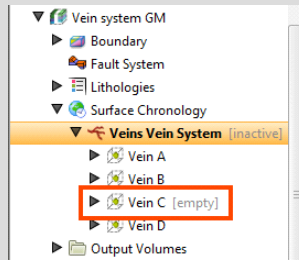 Vein system GM
Boundary
Fault System
Lithologies
Surface Chronology
Veins Vein System [inactive]
Vein A
Vein B
Vein C [empty]
Vein D
Output Volumes